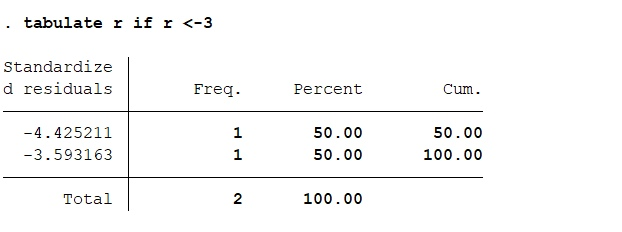 . tabulate r if r <-3
Standardize
d residuals Freq. Percent Cum.
-4.425211 1 50.00 50.00
-3.593163 1 50.00 100.00
Total 2 100.00